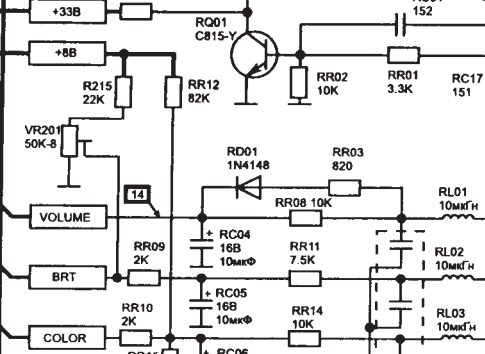 +33В
RQ01
C815-Y
152
+8В
R215
22K
RR12
82K
RR02
10K
RR01
3.3K
RC17
151
VR201
50K-8
RD01
1N4148
RR03
820
14
VOLUME
RR08 10K
RL01
10мкГн
RC04
16В
10мкФ
RR09
2K
RR11
7.5K
RL02
10мкГн
BRT
RC05
16В
10мкФ
RR10
2K
RR14
10K
RL03
10мкГн
COLOR
RC06